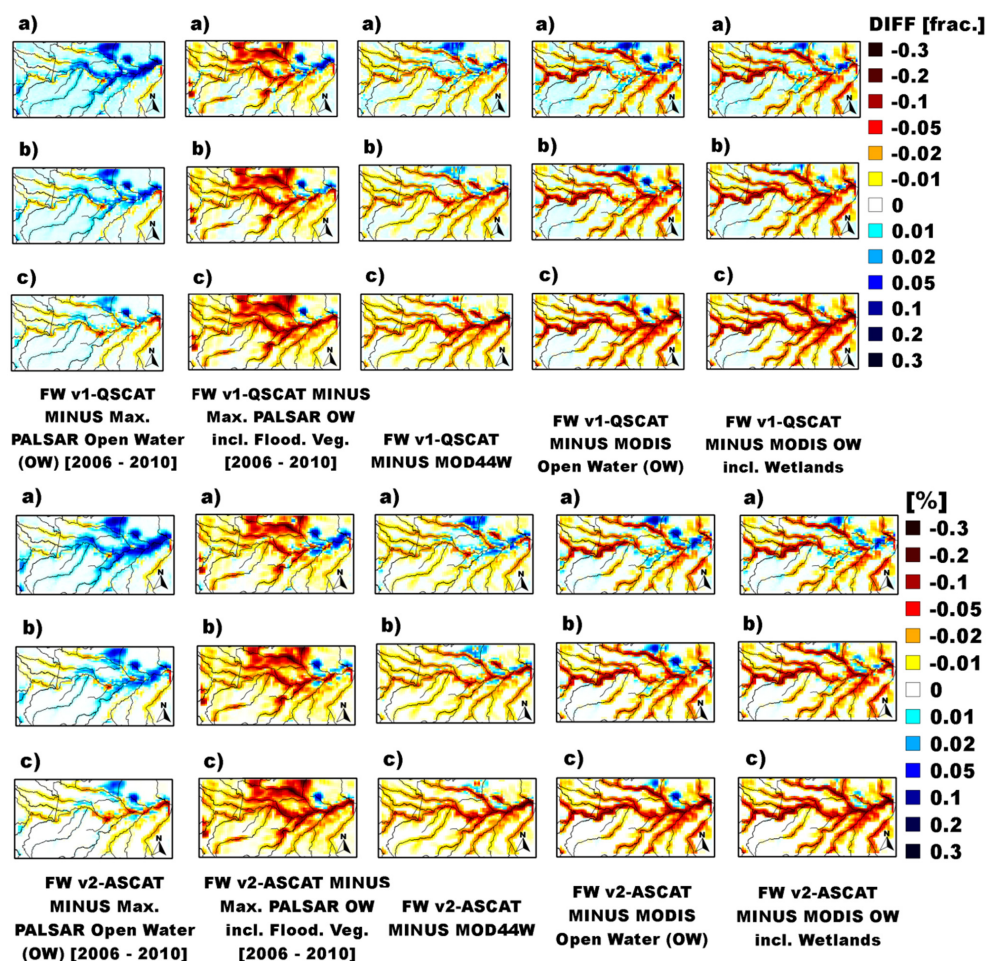 a) a) a) a) a) DIFF [frac.]
-0.3
-0.2
-0.1
-0.05
-0.02
-0.01
0
0.01
0.02
0.05
0.1
0.2
0.3
N N N N N
b) b) b) b) b)
N N N N N
c) c) c) c) c)
N N N N N
FW v1-QSCAT
MINUS Max.
PALSAR Open Water
(OW) [2006 - 2010]
FW v1-QSCAT MINUS
Max. PALSAR OW
incl. Flood. Veg.
[2006 - 2010]
FW v1-QSCAT
MINUS MOD44W
FW v1-QSCAT
MINUS MODIS
Open Water (OW)
FW v1-QSCAT
MINUS MODIS OW
incl. Wetlands
a) a) a) a) a) [%]
-0.3
-0.2
-0.1
-0.05
-0.02
-0.01
0
0.01
0.02
0.05
0.1
0.2
0.3
N N N N N
b) b) b) b) b)
N N N N N
c) c) c) c) c)
N N N N N
FW v2-ASCAT
MINUS Max.
PALSAR Open Water
(OW) [2006 - 2010]
FW v2-ASCAT MINUS
Max. PALSAR OW
incl. Flood. Veg.
[2006 - 2010]
FW v2-ASCAT
MINUS MOD44W
FW v2-ASCAT
MINUS MODIS
Open Water (OW)
FW v2-ASCAT
MINUS MODIS OW
incl. Wetlands